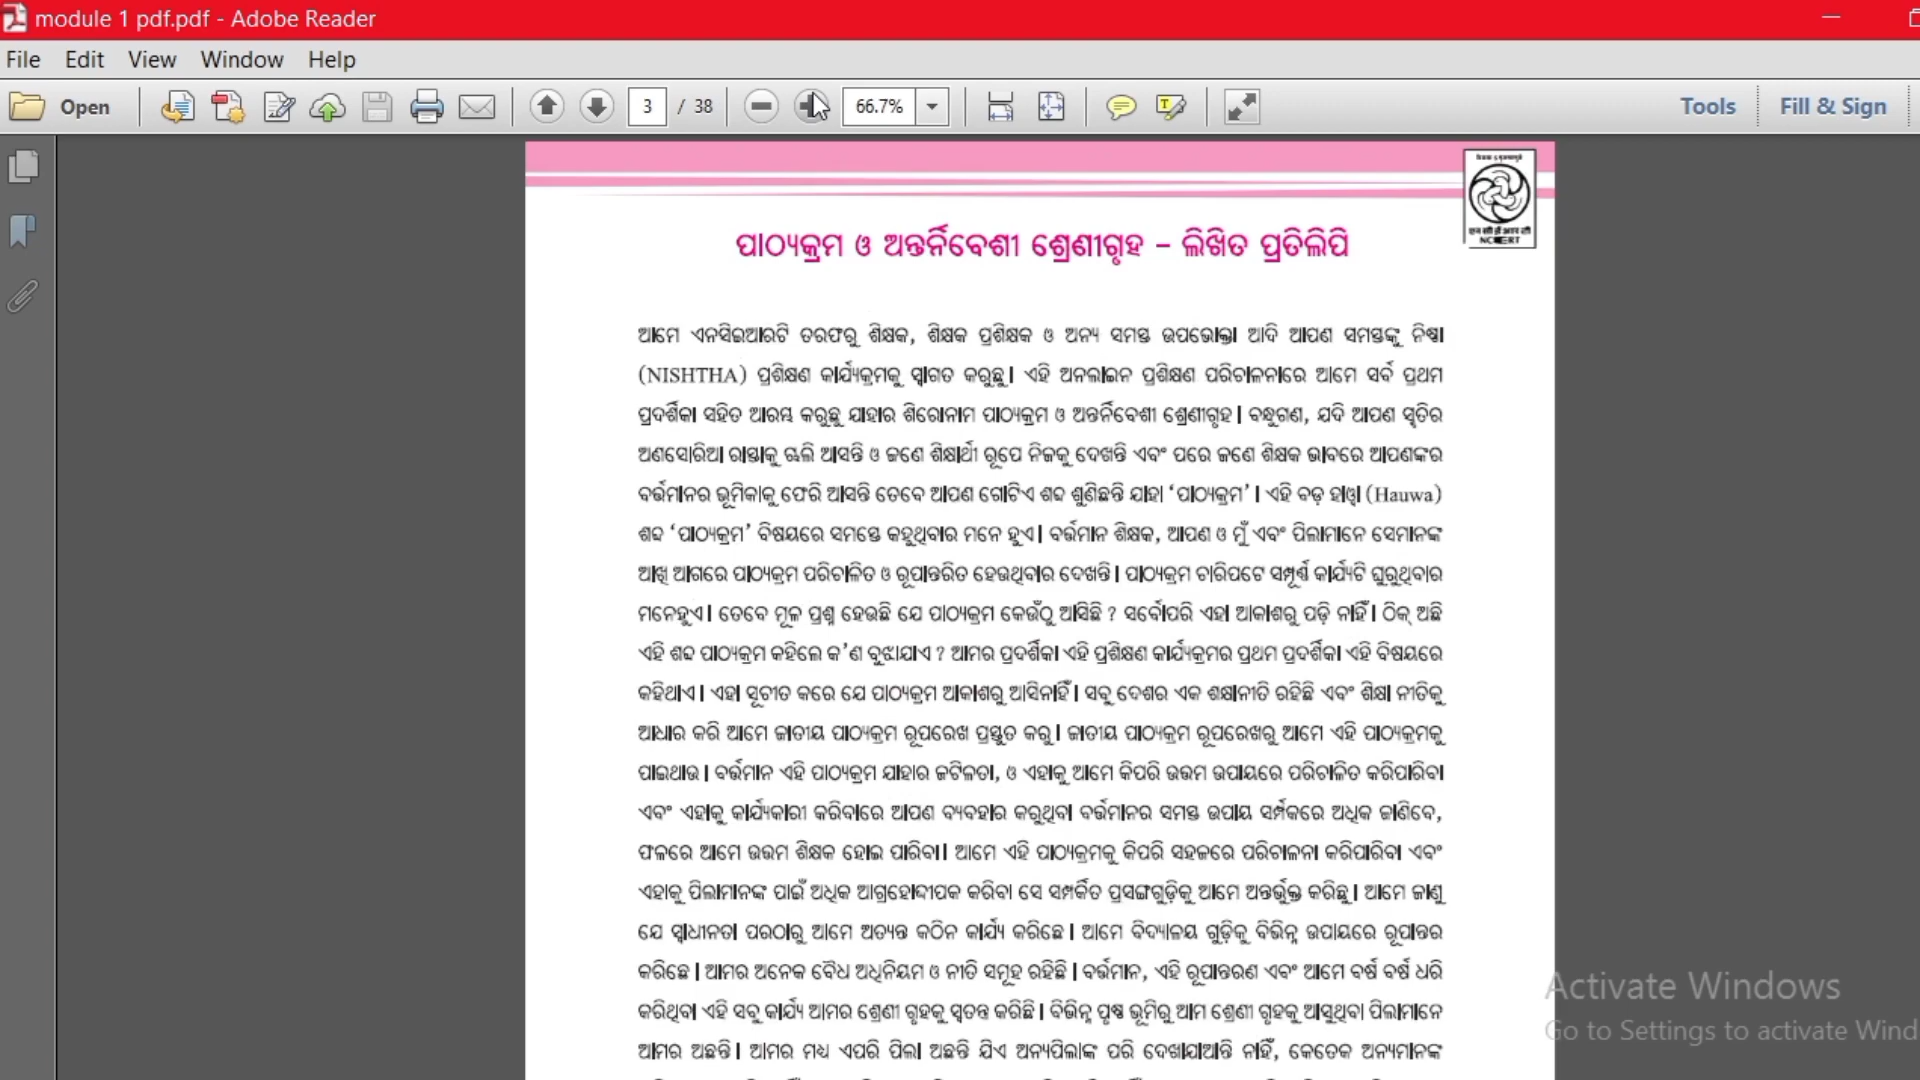 module 1 pdf.pdf - Adobe Reader
File Edit View Window Help
Open 3 / 38 66.7% Tools Fill & Sign
एन सी ई आर टी
NCERT
ପାଠ୍ୟକ୍ରମ ଓ ଅନ୍ତର୍ନିବେଶୀ ଶ୍ରେଣୀଗୃହ – ଲିଖିତ ପ୍ରତିଲିପି
ଆମେ ଏନସିଇଆରଟି ତରଫରୁ ଶିକ୍ଷକ, ଶିକ୍ଷକ ପ୍ରଶିକ୍ଷକ ଓ ଅନ୍ୟ ସମସ୍ତ ଉପଭୋକ୍ତା ଆଦି ଆପଣ ସମସ୍ତଙ୍କୁ ନିଷ୍ଠା
(NISHTHA) ପ୍ରଶିକ୍ଷଣ କାର୍ଯ୍ୟକ୍ରମକୁ ସ୍ୱାଗତ କରୁଛୁ । ଏହି ଅନଲାଇନ ପ୍ରଶିକ୍ଷଣ ପରିଚାଳନାରେ ଆମେ ସର୍ବ ପ୍ରଥମ
ପ୍ରଦର୍ଶିକା ସହିତ ଆରମ୍ଭ କରୁଛୁ ଯାହାର ଶିରୋନାମ ପାଠ୍ୟକ୍ରମ ଓ ଅନ୍ତର୍ନିବେଶୀ ଶ୍ରେଣୀଗୃହ । ବନ୍ଧୁଗଣ, ଯଦି ଆପଣ ସ୍ମୃତିର
ଅଣସୋରିଆ ରାସ୍ତାକୁ ଚାଲି ଆସନ୍ତି ଓ ଜଣେ ଶିକ୍ଷାର୍ଥୀ ରୂପେ ନିଜକୁ ଦେଖନ୍ତି ଏବଂ ପରେ ଜଣେ ଶିକ୍ଷକ ଭାବରେ ଆପଣଙ୍କର
ବର୍ତ୍ତମାନର ଭୂମିକାକୁ ଫେରି ଆସନ୍ତି ତେବେ ଆପଣ ଗୋଟିଏ ଶବ୍ଦ ଶୁଣିଛନ୍ତି ଯାହା ‘ପାଠ୍ୟକ୍ରମ’ । ଏହି ବଡ଼ ହାୱା (Hauwa)
ଶବ୍ଦ ‘ପାଠ୍ୟକ୍ରମ’ ବିଷୟରେ ସମସ୍ତେ କହୁଥିବାର ମନେ ହୁଏ । ବର୍ତ୍ତମାନ ଶିକ୍ଷକ, ଆପଣ ଓ ମୁଁ ଏବଂ ପିଲାମାନେ ସେମାନଙ୍କ
ଆଖି ଆଗରେ ପାଠ୍ୟକ୍ରମ ପରିଚାଳିତ ଓ ରୂପାନ୍ତରିତ ହେଉଥିବାର ଦେଖନ୍ତି । ପାଠ୍ୟକ୍ରମ ଚାରିପଟେ ସମ୍ପୂର୍ଣ୍ଣ କାର୍ଯ୍ୟଟି ଘୁରୁଥିବାର
ମନେହୁଏ । ତେବେ ମୂଳ ପ୍ରଶ୍ନ ହେଉଛି ଯେ ପାଠ୍ୟକ୍ରମ କେଉଁଠୁ ଆସିଛି ? ସର୍ବୋପରି ଏହା ଆକାଶରୁ ପଡ଼ି ନାହିଁ । ଠିକ୍ ଅଛି
ଏହି ଶବ୍ଦ ପାଠ୍ୟକ୍ରମ କହିଲେ କ’ଣ ବୁଝାଯାଏ ? ଆମର ପ୍ରଦର୍ଶିକା ଏହି ପ୍ରଶିକ୍ଷଣ କାର୍ଯ୍ୟକ୍ରମର ପ୍ରଥମ ପ୍ରଦର୍ଶିକା ଏହି ବିଷୟରେ
କହିଥାଏ । ଏହା ସୂଚୀତ କରେ ଯେ ପାଠ୍ୟକ୍ରମ ଆକାଶରୁ ଆସିନାହିଁ । ସବୁ ଦେଶର ଏକ ଶକ୍ଷାନୀତି ରହିଛି ଏବଂ ଶିକ୍ଷା ନୀତିକୁ
ଆଧାର କରି ଆମେ ଜାତୀୟ ପାଠ୍ୟକ୍ରମ ରୂପରେଖ ପ୍ରସ୍ତୁତ କରୁ । ଜାତୀୟ ପାଠ୍ୟକ୍ରମ ରୂପରେଖରୁ ଆମେ ଏହି ପାଠ୍ୟକ୍ରମକୁ
ପାଇଥାଉ । ବର୍ତ୍ତମାନ ଏହି ପାଠ୍ୟକ୍ରମ ଯାହାର ଜଟିଳତା, ଓ ଏହାକୁ ଆମେ କିପରି ଉତ୍ତମ ଉପାୟରେ ପରିଚାଳିତ କରିପାରିବା
ଏବଂ ଏହାକୁ କାର୍ଯ୍ୟକାରୀ କରିବାରେ ଆପଣ ବ୍ୟବହାର କରୁଥିବା ବର୍ତ୍ତମାନର ସମସ୍ତ ଉପାୟ ସର୍ମ୍ପକରେ ଅଧିକ ଜାଣିବେ,
ଫଳରେ ଆମେ ଉତ୍ତମ ଶିକ୍ଷକ ହୋଇ ପାରିବା । ଆମେ ଏହି ପାଠ୍ୟକ୍ରମକୁ କିପରି ସହଜରେ ପରିଚାଳନା କରିପାରିବା ଏବଂ
ଏହାକୁ ପିଲାମାନଙ୍କ ପାଇଁ ଅଧିକ ଆଗ୍ରହୋଦ୍ଦୀପକ କରିବା ସେ ସମ୍ପର୍କିତ ପ୍ରସଙ୍ଗଗୁଡ଼ିକୁ ଆମେ ଅନ୍ତର୍ଭୁକ୍ତ କରିଛୁ । ଆମେ ଜାଣୁ
ଯେ ସ୍ୱାଧୀନତା ପରଠାରୁ ଆମେ ଅତ୍ୟନ୍ତ କଠିନ କାର୍ଯ୍ୟ କରିଛେ । ଆମେ ବିଦ୍ୟାଳୟ ଗୁଡ଼ିକୁ ବିଭିନ୍ନ ଉପାୟରେ ରୂପାନ୍ତର
କରିଛେ । ଆମର ଅନେକ ବୈଧ ଅଧିନିୟମ ଓ ନୀତି ସମୂହ ରହିଛି । ବର୍ତ୍ତମାନ, ଏହି ରୂପାନ୍ତରଣ ଏବଂ ଆମେ ବର୍ଷ ବର୍ଷ ଧରି
କରିଥିବା ଏହି ସବୁ କାର୍ଯ୍ୟ ଆମର ଶ୍ରେଣୀ ଗୃହକୁ ସ୍ୱତନ୍ତ୍ର କରିଛି । ବିଭିନ୍ନ ପୃଷ୍ଠ ଭୂମିରୁ ଆମ ଶ୍ରେଣୀ ଗୃହକୁ ଆସୁଥିବା ପିଲାମାନେ
ଆମର ଅଛନ୍ତି । ଆମର ମଧ୍ୟ ଏପରି ପିଲା ଅଛନ୍ତି ଯିଏ ଅନ୍ୟପିଲାଙ୍କ ପରି ଦେଖାଯାଆନ୍ତି ନାହିଁ, କେତେକ ଅନ୍ୟମାନଙ୍କ
Activate Windows
Go to Settings to activate Wind